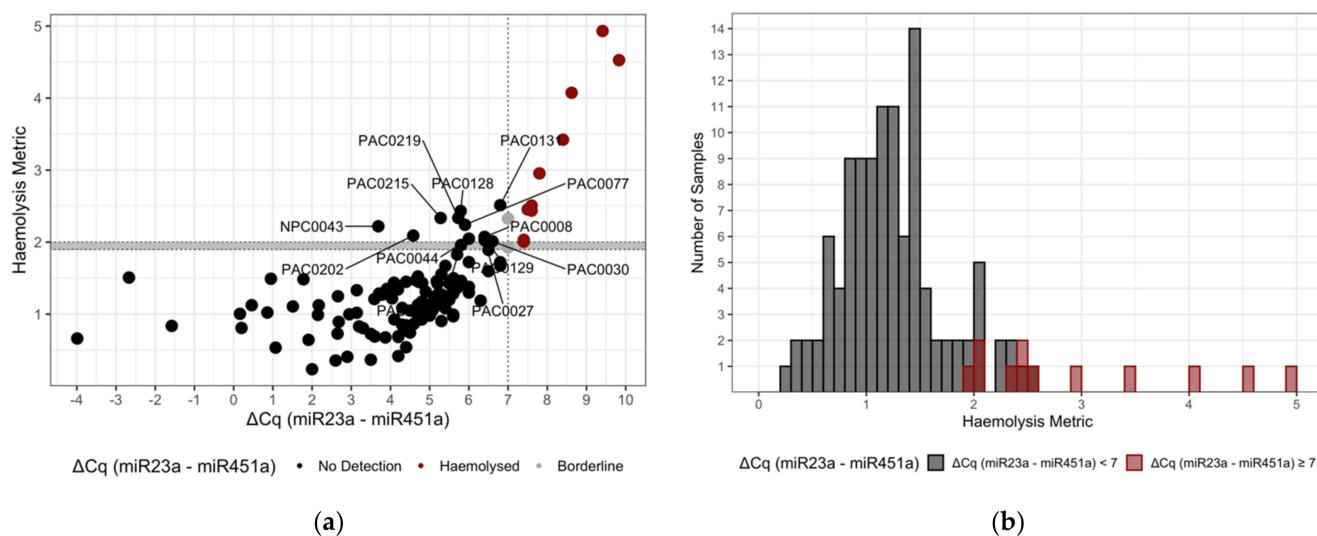 5
4
3
2
1
Haemolysis Metric
PAC0219
PAC0131
PAC0215
PAC0128
PAC0077
NPC0043
PAC0008
PAC0202
PAC0044
PAC0129
PAC0030
PAC0027
-4 -3 -2 -1 0 1 2 3 4 5 6 7 8 9 10
ΔCq (miR23a - miR451a)
ΔCq (miR23a - miR451a) No Detection Haemolysed Borderline
(a)
14
13
12
11
10
9
8
7
6
5
4
3
2
1
Number of Samples
0 1 2 3 4 5
Haemolysis Metric
ΔCq (miR23a - miR451a) ΔCq (miR23a - miR451a) < 7 ΔCq (miR23a - miR451a) ≥ 7
(b)